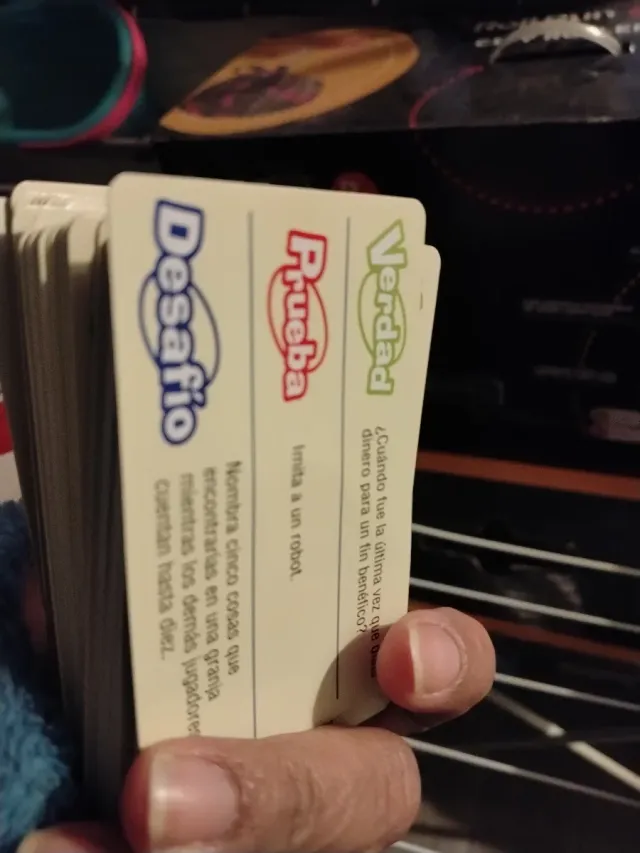 Verdad
¿Cuándo fue la última vez que
dinero para un fin benéfico?
Prueba
Imita a un robot.
Desafío
Nombra cinco cosas que
encontrarías en una granja
mientras los demás jugadores
cuentan hasta diez.